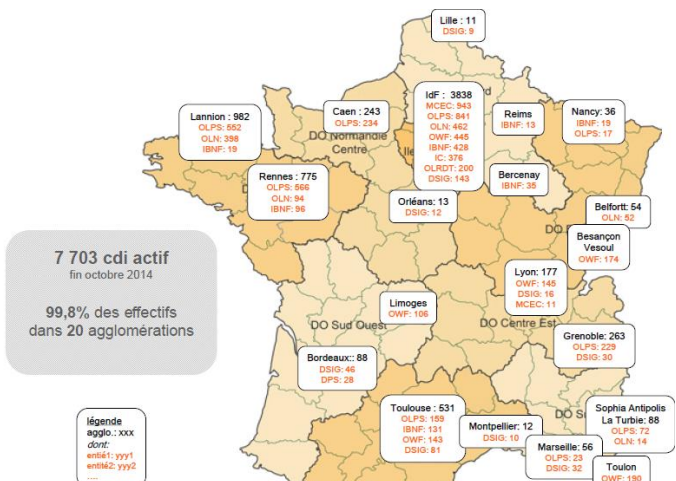 Lille : 11
DSIG: 9
IdF : 3838
MCEC: 943
OLPS: 841
OLN: 462
OWF: 445
IBNF: 428
IC: 376
OLRDT: 200
DSIG: 143
Reims
IBNF: 13
Nancy: 36
IBNF: 19
OLPS: 17
Lannion : 982
OLPS: 552
OLN: 398
IBNF: 19
Caen : 243
OLPS: 234
DO Normandie
Centre
Rennes : 775
OLPS: 566
OLN: 94
IBNF: 96
Bercenay
IBNF: 35
Orléans : 13
DSIG: 12
Belfortt: 54
OLN: 52
Besançon
Vesoul
OWF: 174
7 703 cdi actif
fin octobre 2014
99,8% des effectifs
dans 20 agglomérations
Lyon : 177
OWF: 145
DSIG: 16
MCEC: 11
Limoges
OWF: 106
DO Sud Ouest
DO Centre Est
Grenoble : 263
OLPS: 229
DSIG: 30
Bordeaux:: 88
DSIG: 46
DPS: 28
Toulouse : 531
OLPS: 159
IBNF: 131
OWF: 143
DSIG: 81
Montpellier: 12
DSIG: 10
Sophia Antipolis
La Turbie: 88
OLPS: 72
OLN: 14
Marseille: 56
OLPS: 23
DSIG: 32
Toulon
OWF: 190
légende
agglo.: xxx
dont:
entié1: yyy1
entité2: yyy2
....